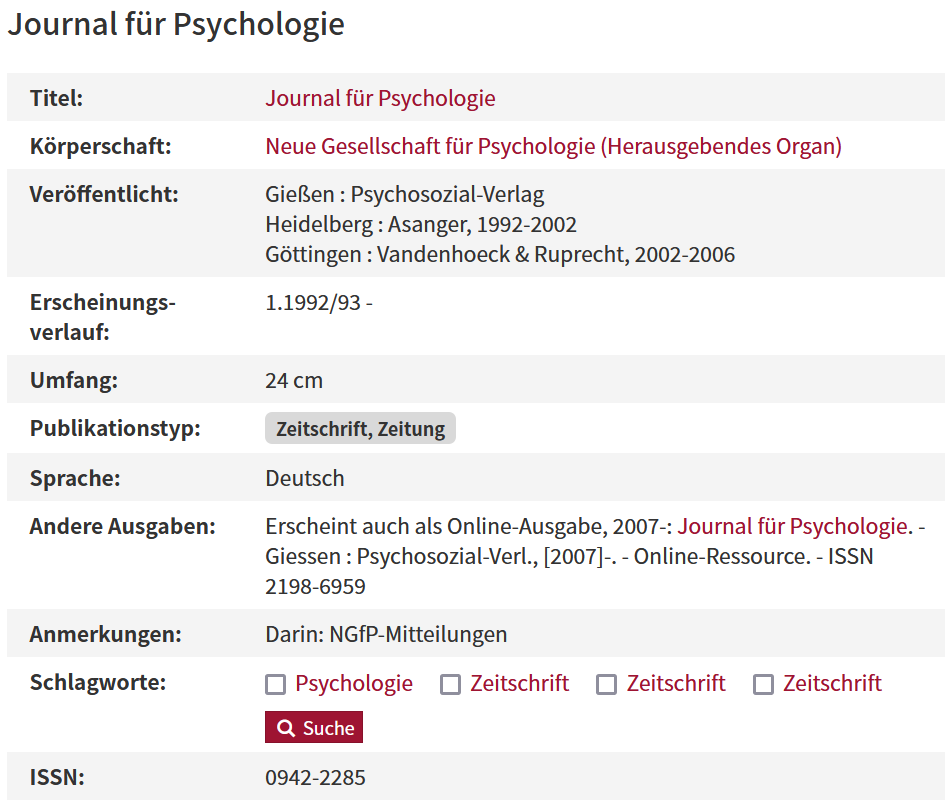 Journal für Psychologie
Titel: Journal für Psychologie
Körperschaft: Neue Gesellschaft für Psychologie (Herausgebendes Organ)
Veröffentlicht: Gießen : Psychosozial-Verlag
Heidelberg : Asanger, 1992-2002
Göttingen : Vandenhoeck & Ruprecht, 2002-2006
Erscheinungs- 1.1992/93 -
verlauf:
Umfang: 24 cm
Publikationstyp: Zeitschrift, Zeitung
Sprache: Deutsch
Andere Ausgaben: Erscheint auch als Online-Ausgabe, 2007-: Journal für Psychologie. -
Giessen : Psychosozial-Verl., [2007]-. - Online-Ressource. - ISSN
2198-6959
Anmerkungen: Darin: NGfP-Mitteilungen
Schlagworte: Psychologie Zeitschrift Zeitschrift Zeitschrift
Suche
ISSN: 0942-2285